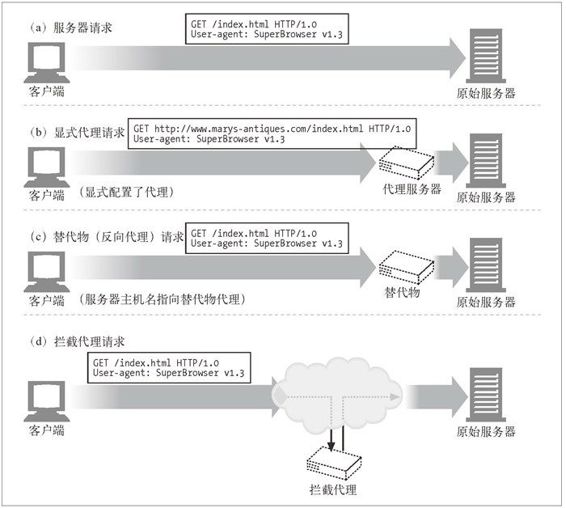 (a) 服务器请求
GET /index.html HTTP/1.0
User-agent: SuperBrowser v1.3
客户端
原始服务器
(b) 显式代理请求
GET http://www.marys-antiques.com/index.html HTTP/1.0
User-agent: SuperBrowser v1.3
客户端
(显式配置了代理)
代理服务器
原始服务器
(c) 替代物（反向代理）请求
GET /index.html HTTP/1.0
User-agent: SuperBrowser v1.3
客户端
(服务器主机名指向替代物代理)
替代物
原始服务器
(d) 拦截代理请求
GET /index.html HTTP/1.0
User-agent: SuperBrowser v1.3
客户端
原始服务器
拦截代理